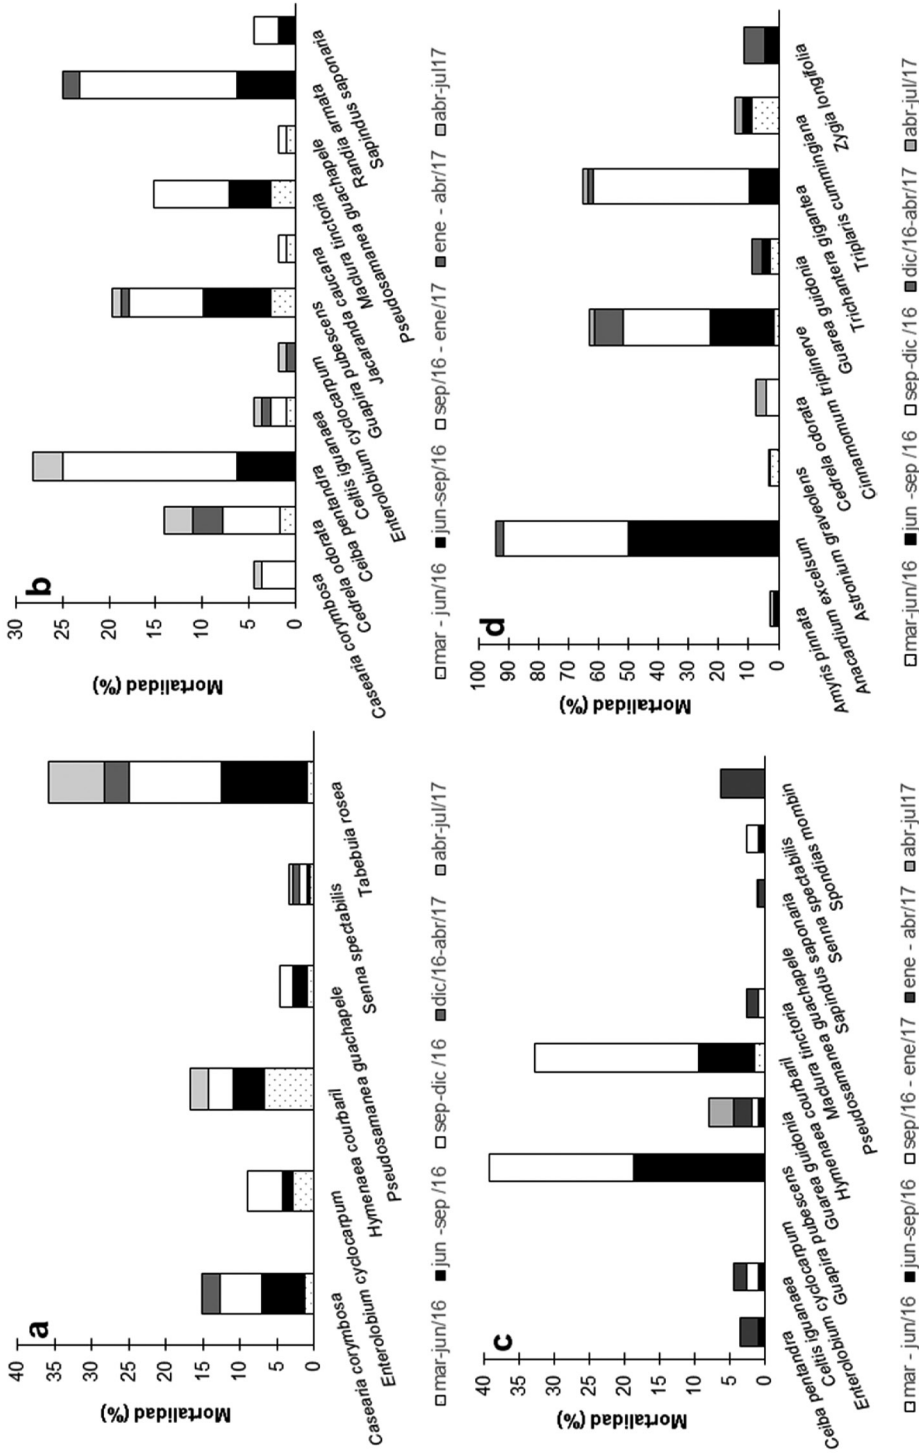 a
Mortalidad (%)
40
35
30
25
20
15
10
5
0
Casearia corymbosa
Enterolobium cyclocarpum
Hymenaea courbaril
Pseudosamanea guachapele
Senna spectabilis
Tabebuia rosea
mar-jun/16 jun -sep /16 sep-dic /16 dic/16-abr/17 abr-jul/17
b
Mortalidad (%)
30
25
20
15
10
5
0
Casearia corymbosa
Cedrela odorata
Ceiba pentandra
Celtis iguanaea
Enterolobium cyclocarpum
Guapira pubescens
Jacaranda caucana
Maclura tinctoria
Pseudosamanea guachapele
Randia armata
Sapindus saponaria
mar - jun/16 jun-sep/16 sep/16 - ene/17 ene - abr/17 abr-jul17
c
Mortalidad (%)
40
35
30
25
20
15
10
5
0
Ceiba pentandra
Celtis iguanaea
Enterolobium cyclocarpum
Guapira pubescens
Guarea guidonia
Hymenaea courbaril
Maclura tinctoria
Pseudosamanea guachapele
Sapindus saponaria
Senna spectabilis
Spondias mombin
mar - jun/16 jun-sep/16 sep/16 - ene/17 ene - abr/17 abr-jul17
d
Mortalidad (%)
100
90
80
70
60
50
40
30
20
10
0
Amyris pinnata
Anacardium excelsum
Astronium graveolens
Cedrela odorata
Cinnamomum triplinerve
Guarea guidonia
Trichantera gigantea
Triplaris cummingiana
Zygia longifolia
mar-jun/16 jun -sep /16 sep-dic /16 dic/16-abr/17 abr-jul/17